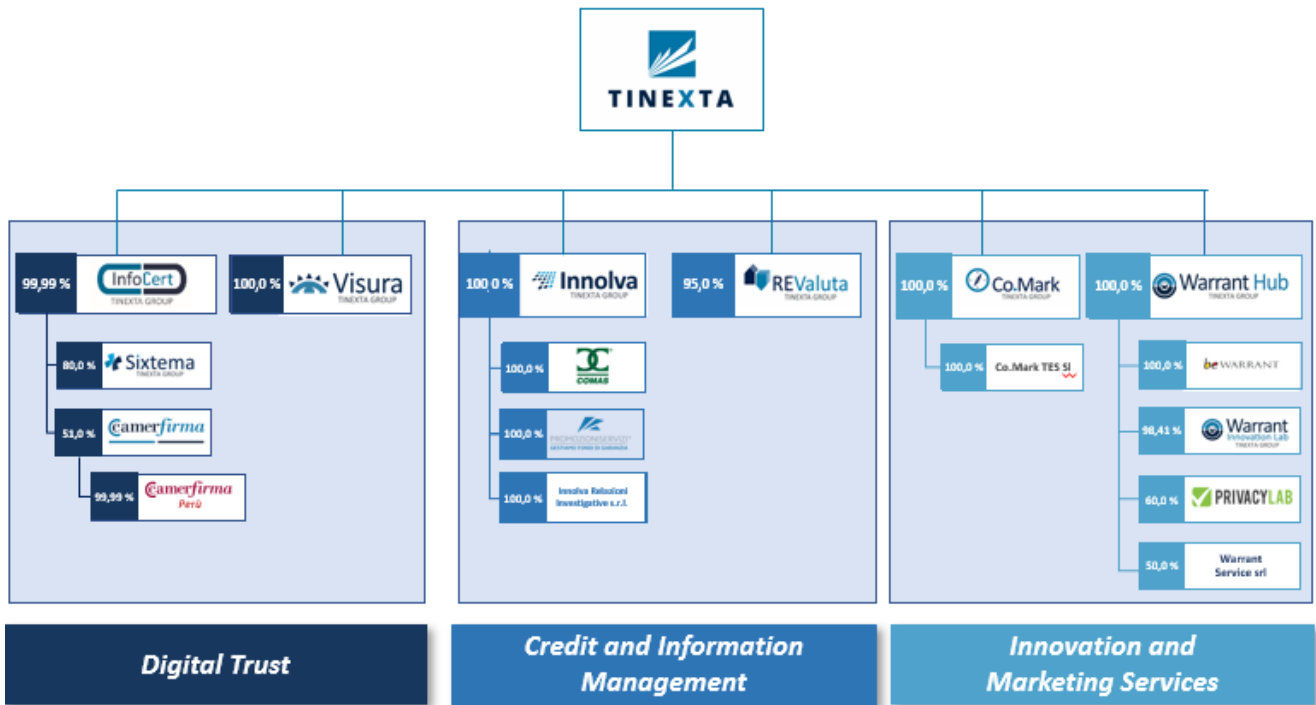 TINEXTA
99,99 %
InfoCert
TINEXTA GROUP
100,0 %
Visura
TINEXTA GROUP
80,0 %
Sixtema
TINEXTA GROUP
51,0 %
Camerfirma
99,99 %
Camerfirma
Perù
100,0 %
Innolva
TINEXTA GROUP
95,0 %
REValuta
TINEXTA GROUP
100,0 %
COMAS
100,0 %
PROMOZIONISERVIZI
GESTIAMO FONDI DI GARANZIA
100,0 %
Innolva Relazioni
Investigative s.r.l.
100,0 %
Co.Mark
TINEXTA GROUP
100,0 %
Warrant Hub
TINEXTA GROUP
100,0 %
Co.Mark TES Sl
100,0 %
beWARRANT
98,41 %
Warrant
Innovation Lab
TINEXTA GROUP
60,0 %
PRIVACYLAB
50,0 %
Warrant
Service srl
Digital Trust
Credit and Information
Management
Innovation and
Marketing Services